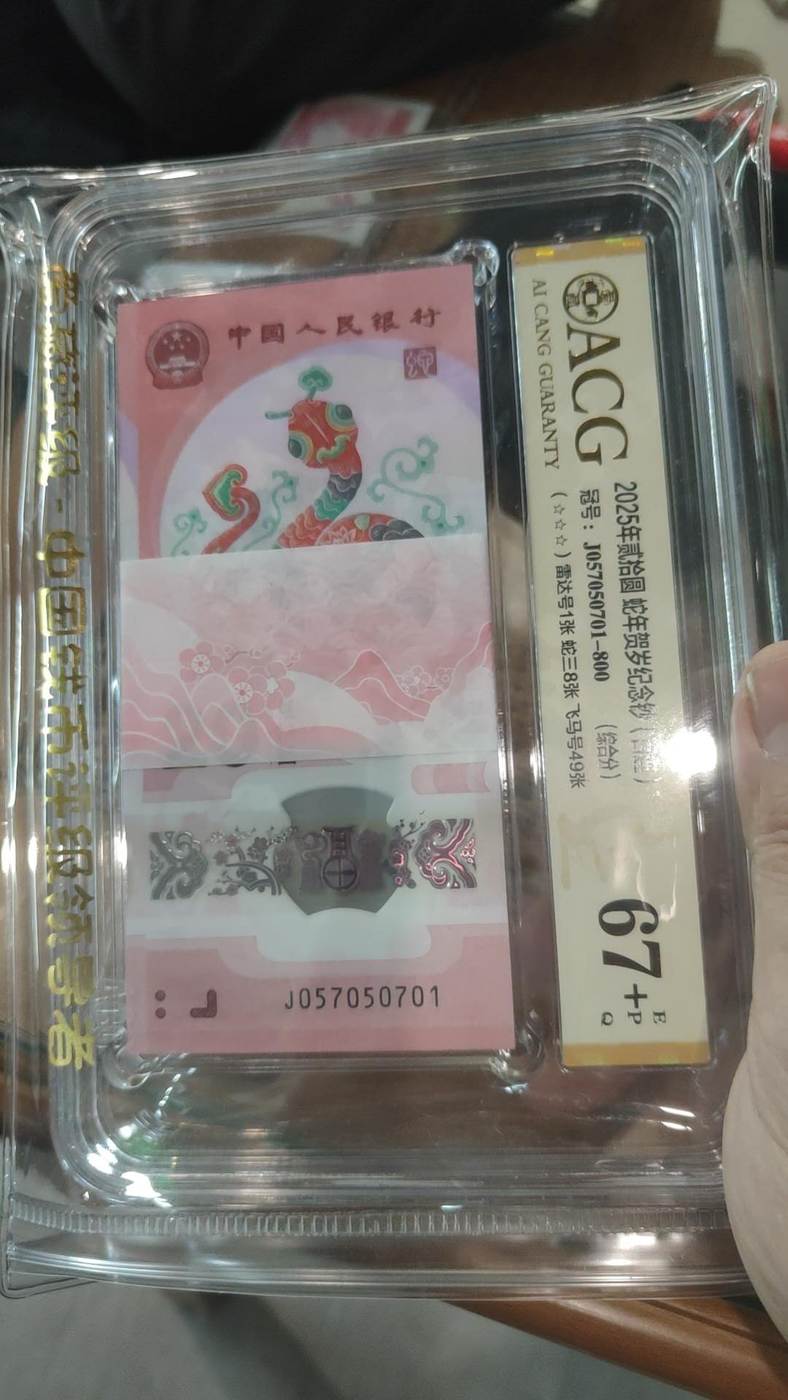 中国人民银行
J057050701
ACG
AI CANG GUARANTY
2025年贰拾圆 蛇年贺岁纪念钞
冠号：J057050701-800
（综合分）
（☆☆☆）雷达号1张 蛇三8张 飞马号49张
67+
E
P
Q
评级-中国钱币评级领导者